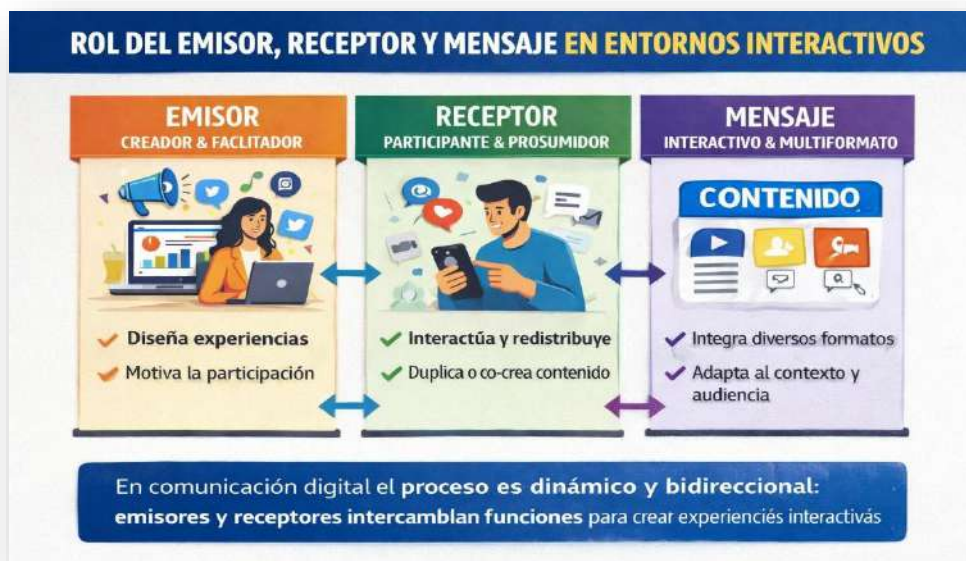 ROL DEL EMISOR, RECEPTOR Y MENSAJE EN ENTORNOS INTERACTIVOS
EMISOR
CREADOR & FACLITADOR
Diseña experiencias
Motiva la participación
RECEPTOR
PARTICIPANTE & PROSUMIDOR
Interactúa y redistribuye
Duplica o co-crea contenido
MENSAJE
INTERACTIVO & MULTIFORMATO
CONTENIDO
Integra diversos formatos
Adapta al contexto y
audiencia
En comunicación digital el proceso es dinámico y bidireccional:
emisores y receptores intercamblan funciones para crear experienciés interactivás